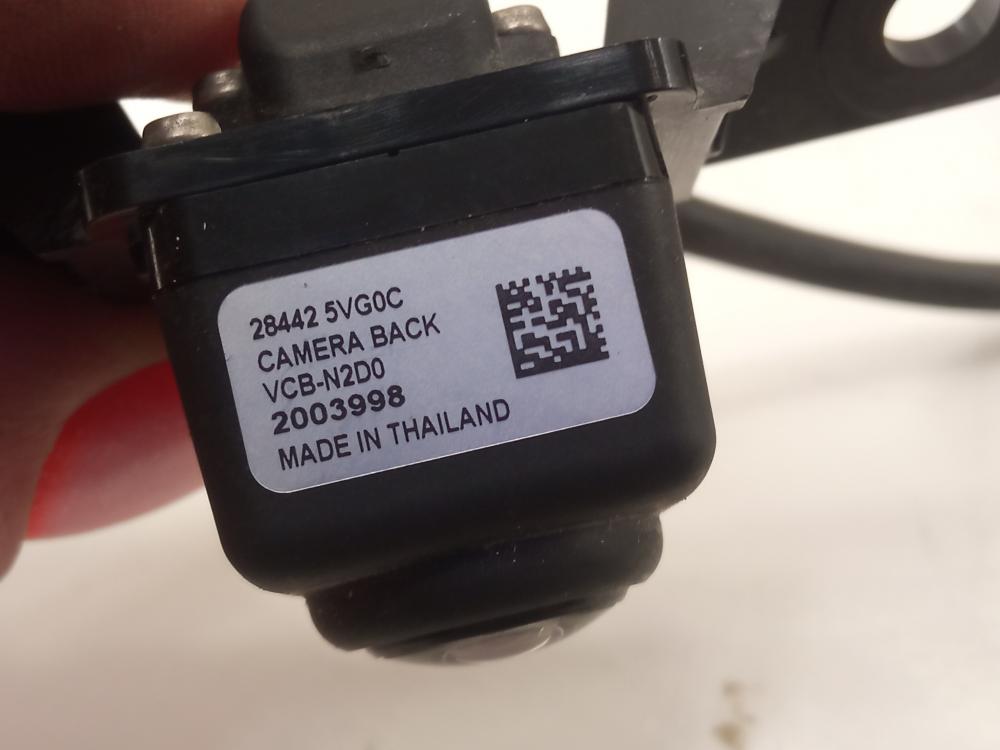 28442 5VG0C
CAMERA BACK
VCB-N2D0
2003998
MADE IN THAILAND